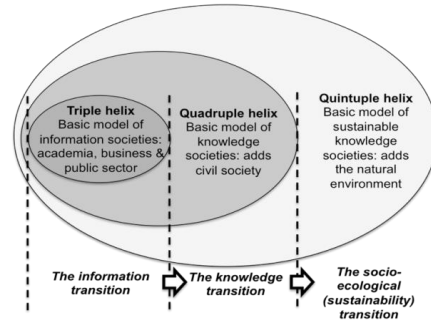 Triple helix
Basic model of
information societies:
academia, business &
public sector
Quadruple helix
Basic model of
knowledge
societies: adds
civil society
Quintuple helix
Basic model of
sustainable
knowledge
societies: adds
the natural
environment
The information
transition
The knowledge
transition
The socio-
ecological
(sustainability)
transition